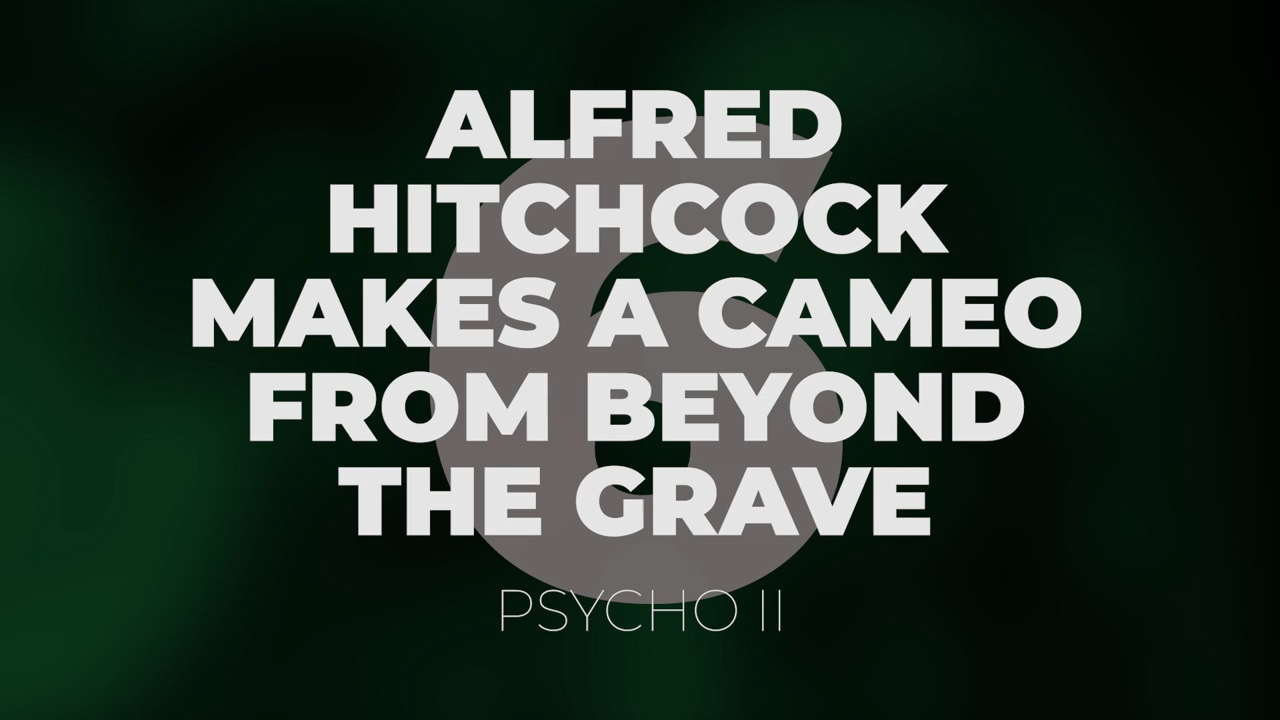 6
ALFRED
HITCHCOCK
MAKES A CAMEO
FROM BEYOND
THE GRAVE
PSYCHO II